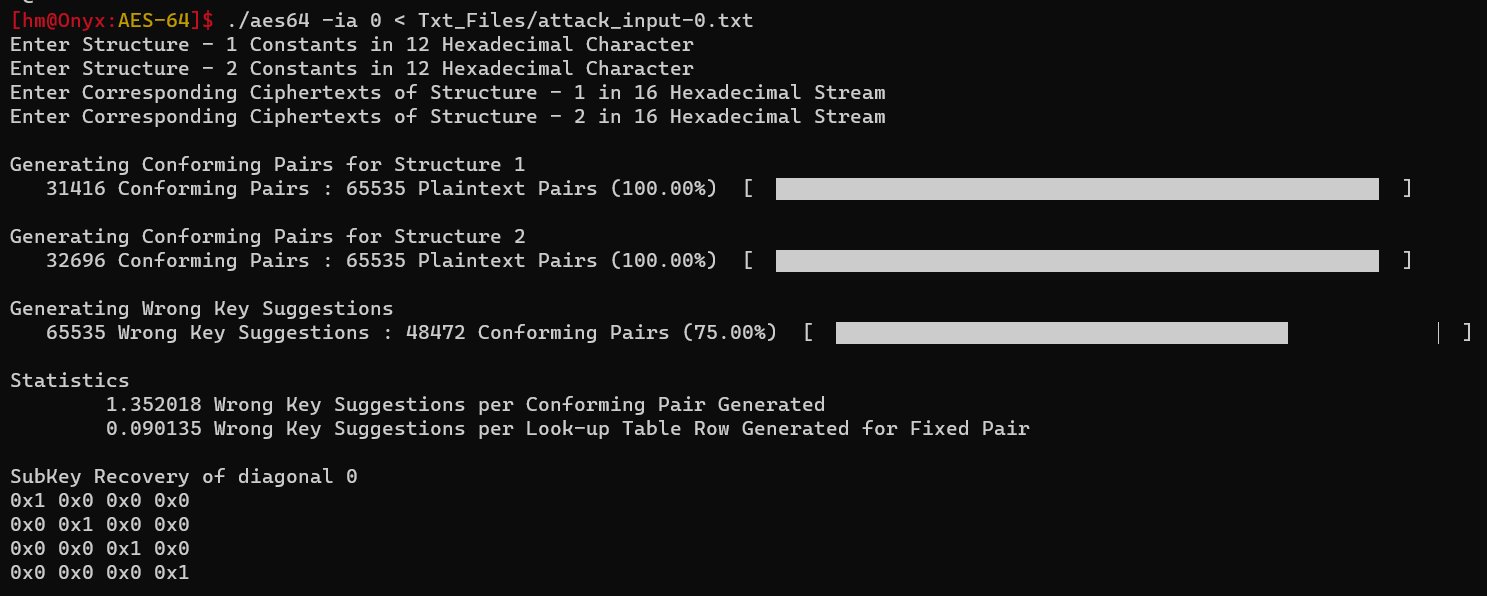 [hm@Onyx:AES-64]$ ./aes64 -ia 0 < Txt_Files/attack_input-0.txt
Enter Structure - 1 Constants in 12 Hexadecimal Character
Enter Structure - 2 Constants in 12 Hexadecimal Character
Enter Corresponding Ciphertexts of Structure - 1 in 16 Hexadecimal Stream
Enter Corresponding Ciphertexts of Structure - 2 in 16 Hexadecimal Stream
Generating Conforming Pairs for Structure 1
31416 Conforming Pairs : 65535 Plaintext Pairs (100.00%) [ ]
Generating Conforming Pairs for Structure 2
32696 Conforming Pairs : 65535 Plaintext Pairs (100.00%) [ ]
Generating Wrong Key Suggestions
65535 Wrong Key Suggestions : 48472 Conforming Pairs (75.00%) [ | ]
Statistics
1.352018 Wrong Key Suggestions per Conforming Pair Generated
0.090135 Wrong Key Suggestions per Look-up Table Row Generated for Fixed Pair
SubKey Recovery of diagonal 0
0x1 0x0 0x0 0x0
0x0 0x1 0x0 0x0
0x0 0x0 0x1 0x0
0x0 0x0 0x0 0x1